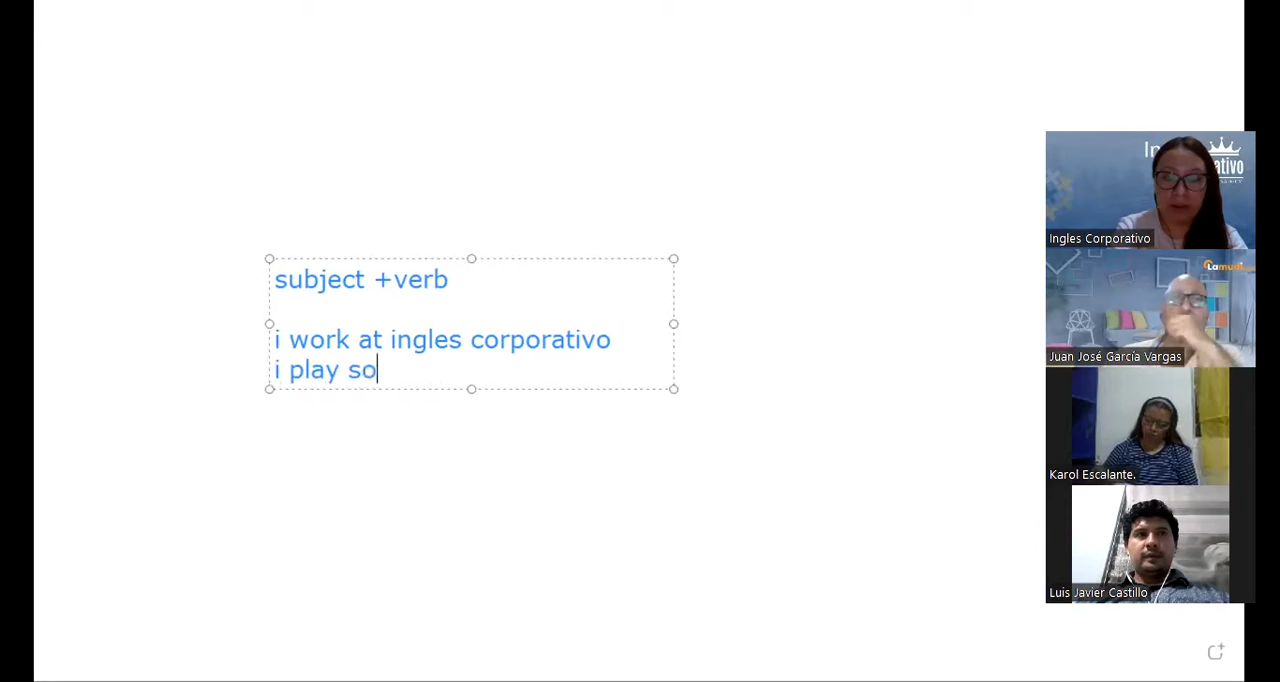 subject +verb
i work at ingles corporativo
i play so
Ingles Corporativo
Lamudi
Juan José García Vargas
Karol Escalante.
Luis Javier Castillo